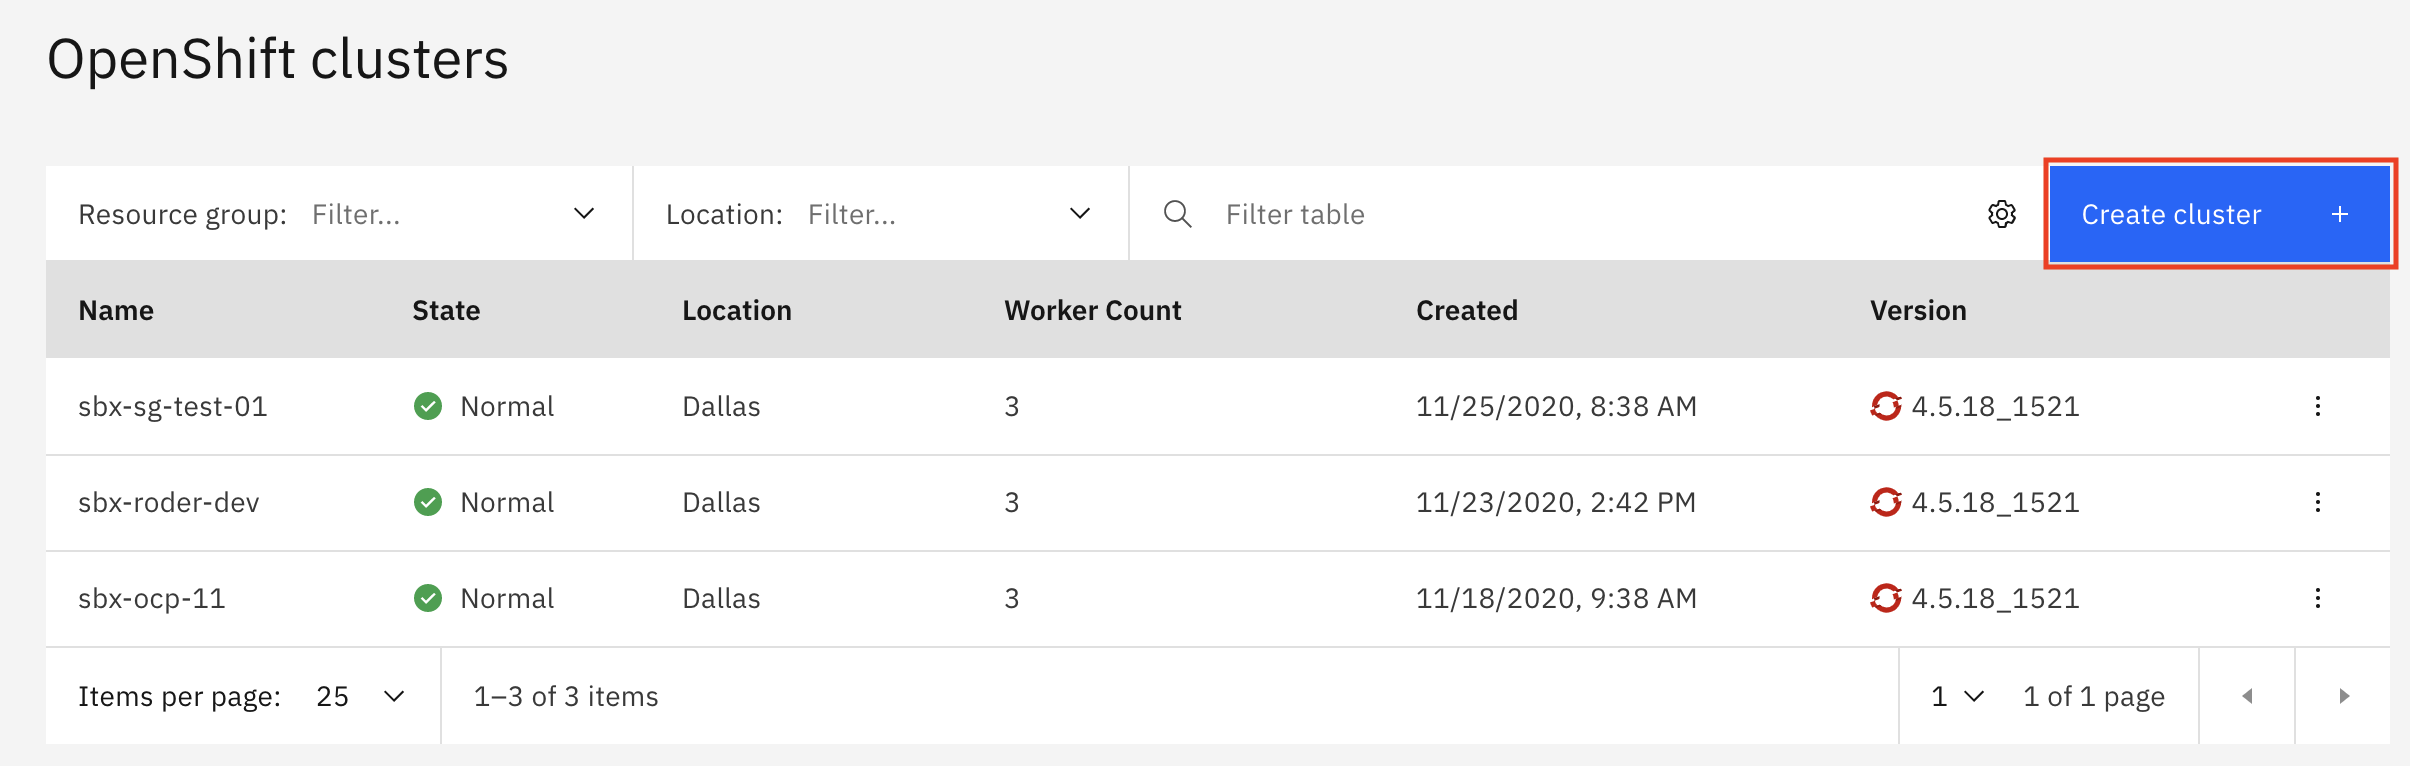 OpenShift clusters
Resource group: Filter... Location: Filter... Filter table Create cluster +
Name State Location Worker Count Created Version
sbx-sg-test-01 Normal Dallas 3 11/25/2020, 8:38 AM 4.5.18_1521
sbx-roder-dev Normal Dallas 3 11/23/2020, 2:42 PM 4.5.18_1521
sbx-ocp-11 Normal Dallas 3 11/18/2020, 9:38 AM 4.5.18_1521
Items per page: 25 1–3 of 3 items 1 1 of 1 page